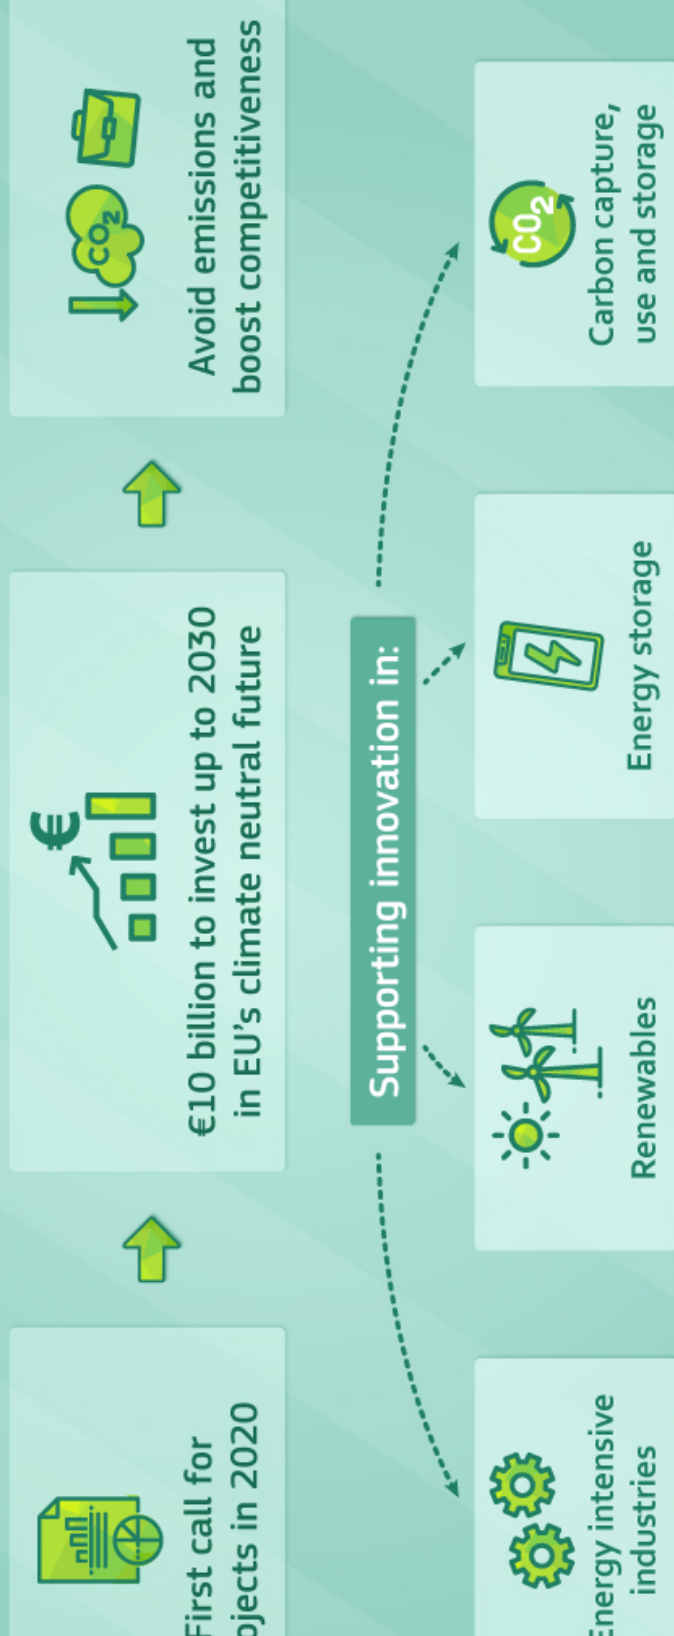 First call for
ojects in 2020
€
€10 billion to invest up to 2030
in EU's climate neutral future
CO₂
Avoid emissions and
boost competitiveness
Supporting innovation in:
Energy intensive
industries
Renewables
Energy storage
CO₂
Carbon capture,
use and storage